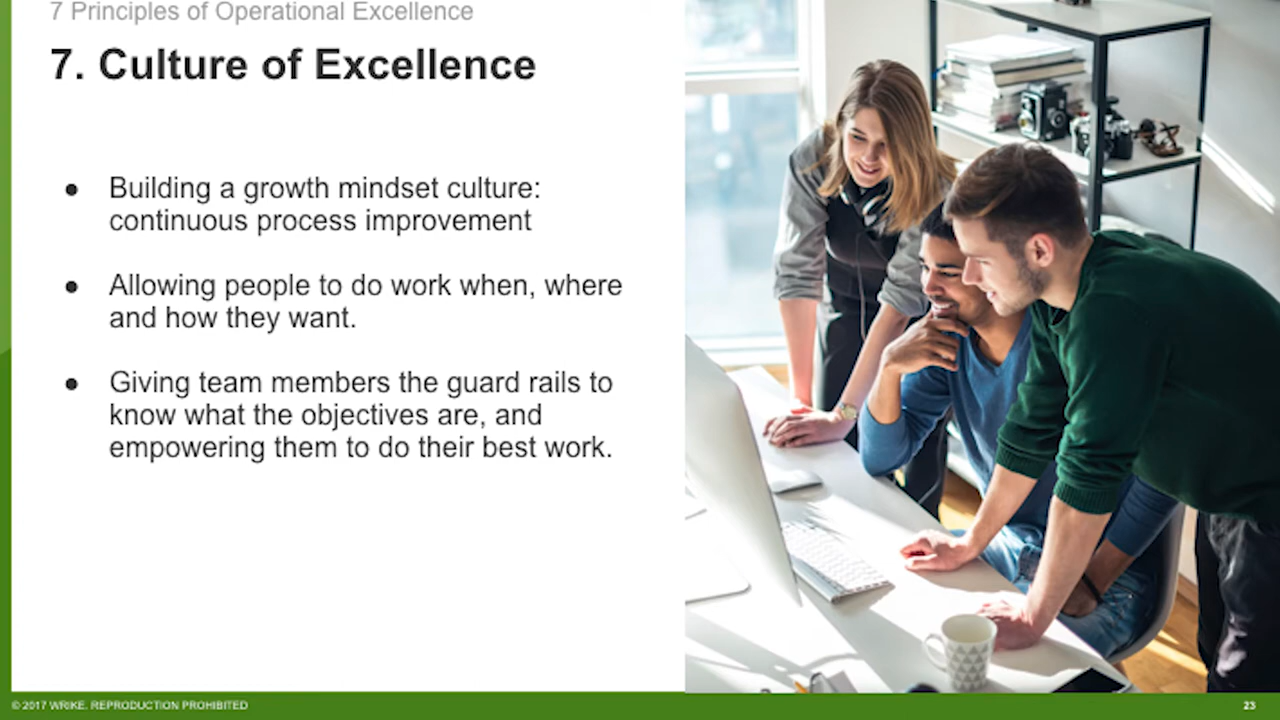 7 Principles of Operational Excellence
7. Culture of Excellence
● Building a growth mindset culture:
continuous process improvement
● Allowing people to do work when, where
and how they want.
● Giving team members the guard rails to
know what the objectives are, and
empowering them to do their best work.
© 2017 WRIKE. REPRODUCTION PROHIBITED
23